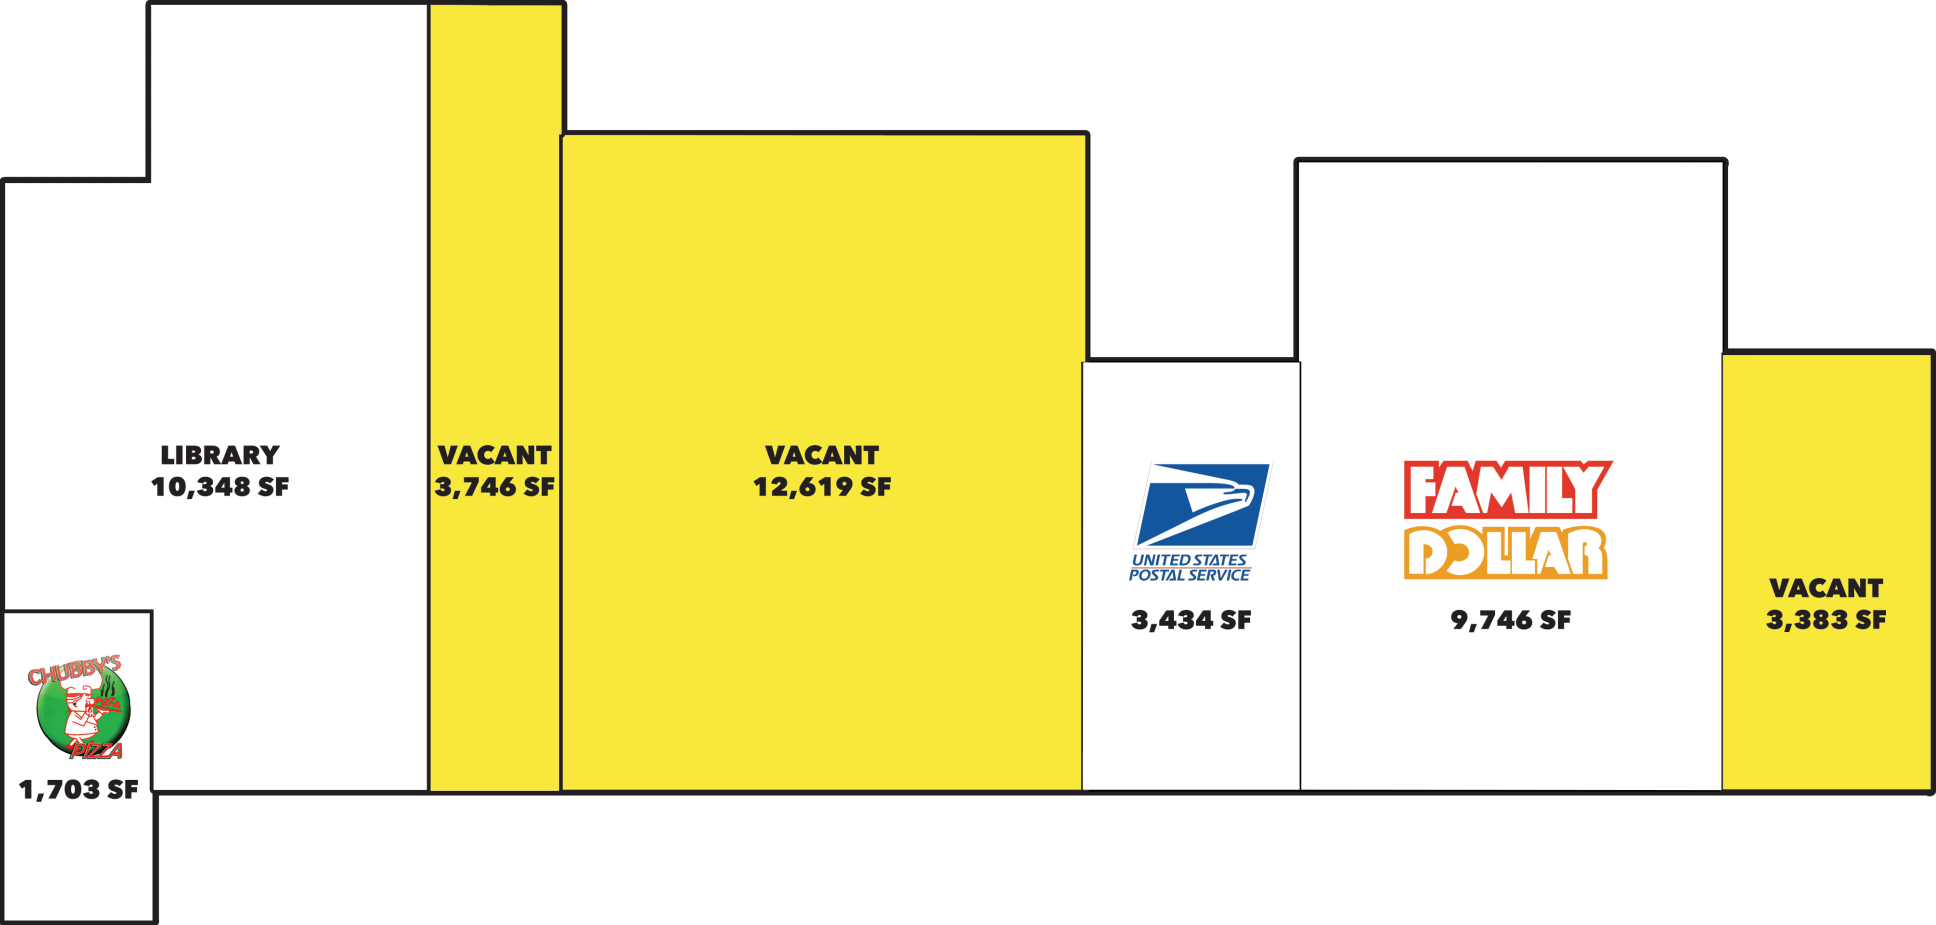 LIBRARY
10,348 SF
VACANT
3,746 SF
VACANT
12,619 SF
UNITED STATES
POSTAL SERVICE
3,434 SF
FAMILY
DOLLAR
9,746 SF
VACANT
3,383 SF
CHUBBY'S
PIZZA
1,703 SF